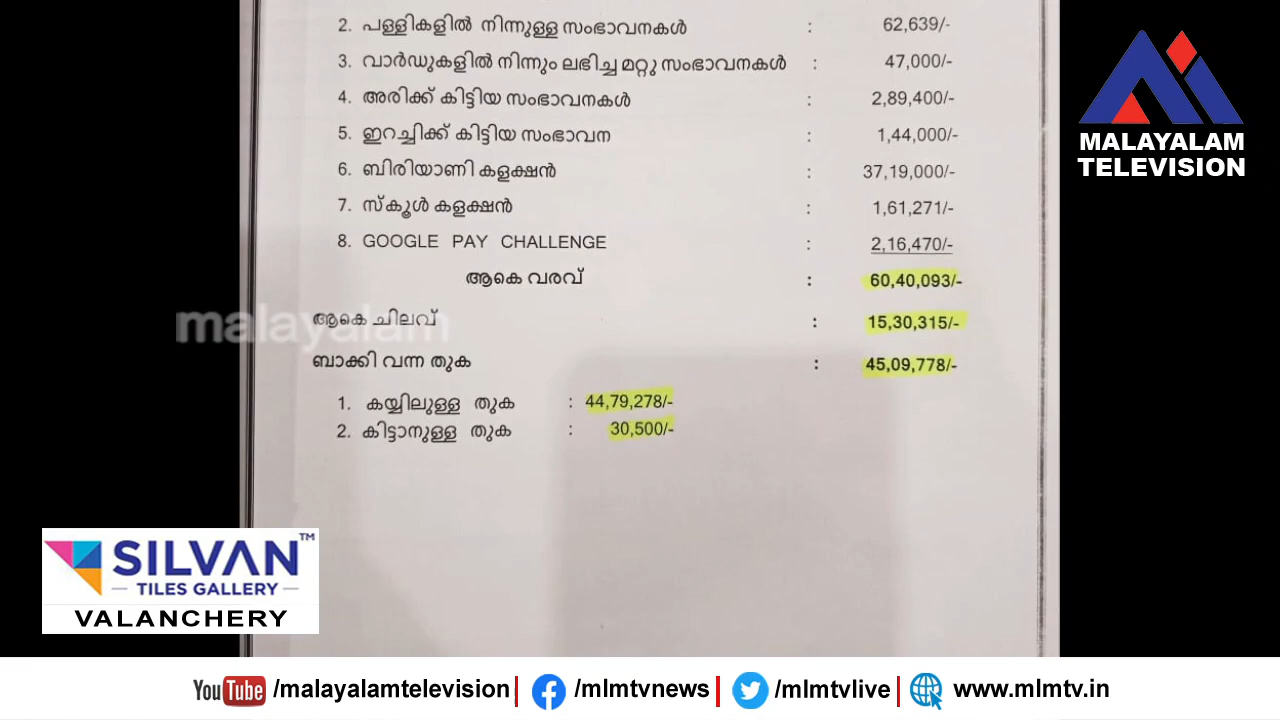 2. പള്ളികളിൽ നിന്നുള്ള സംഭാവനകൾ : 62,639/-
3. വാർഡുകളിൽ നിന്നും ലഭിച്ച മറ്റു സംഭാവനകൾ : 47,000/-
4. അരിക്ക് കിട്ടിയ സംഭാവനകൾ : 2,89,400/-
5. ഇറച്ചിക്ക് കിട്ടിയ സംഭാവന : 1,44,000/-
6. ബിരിയാണി കളക്ഷൻ : 37,19,000/-
7. സ്കൂൾ കളക്ഷൻ : 1,61,271/-
8. GOOGLE PAY CHALLENGE : 2,16,470/-
ആകെ വരവ് : 60,40,093/-
ആകെ ചിലവ് : 15,30,315/-
ബാക്കി വന്ന തുക : 45,09,778/-
1. കയ്യിലുള്ള തുക : 44,79,278/-
2. കിട്ടാനുള്ള തുക : 30,500/-
MALAYALAM
TELEVISION
malayalam
SILVAN™
TILES GALLERY
VALANCHERY
YouTube /malayalamtelevision | /mlmtvnews | /mlmtvlive | www.mlmtv.in